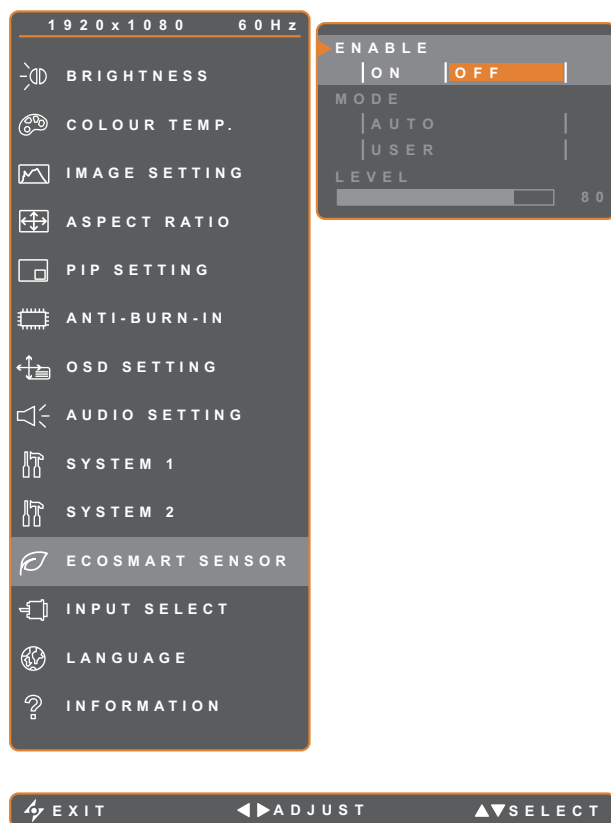 1920x1080 60Hz
BRIGHTNESS
COLOUR TEMP.
IMAGE SETTING
ASPECT RATIO
PIP SETTING
ANTI-BURN-IN
OSD SETTING
AUDIO SETTING
SYSTEM 1
SYSTEM 2
ECOSMART SENSOR
INPUT SELECT
LANGUAGE
INFORMATION
ENABLE
ON OFF
MODE
AUTO
USER
LEVEL
80
EXIT ADJUST SELECT